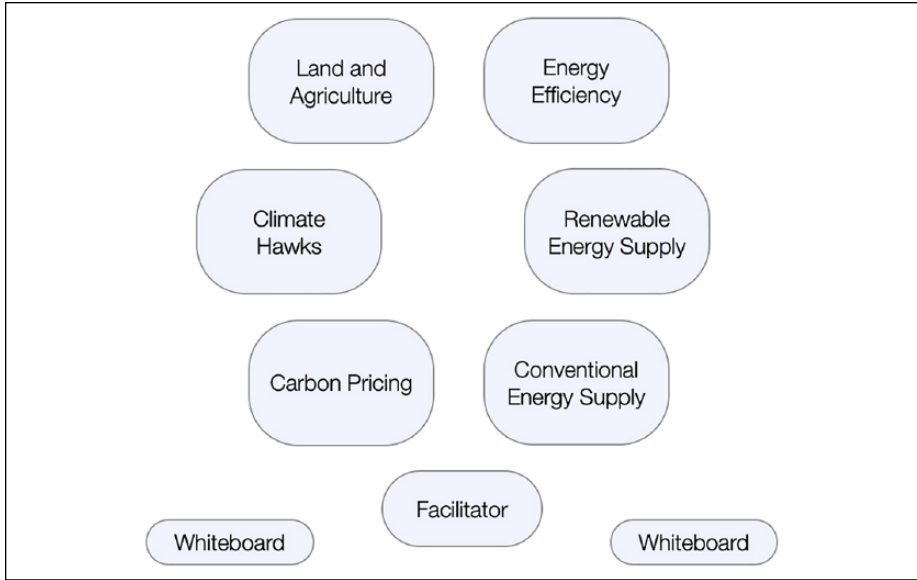 Land and
Agriculture
Energy
Efficiency
Climate
Hawks
Renewable
Energy Supply
Carbon Pricing
Conventional
Energy Supply
Facilitator
Whiteboard
Whiteboard